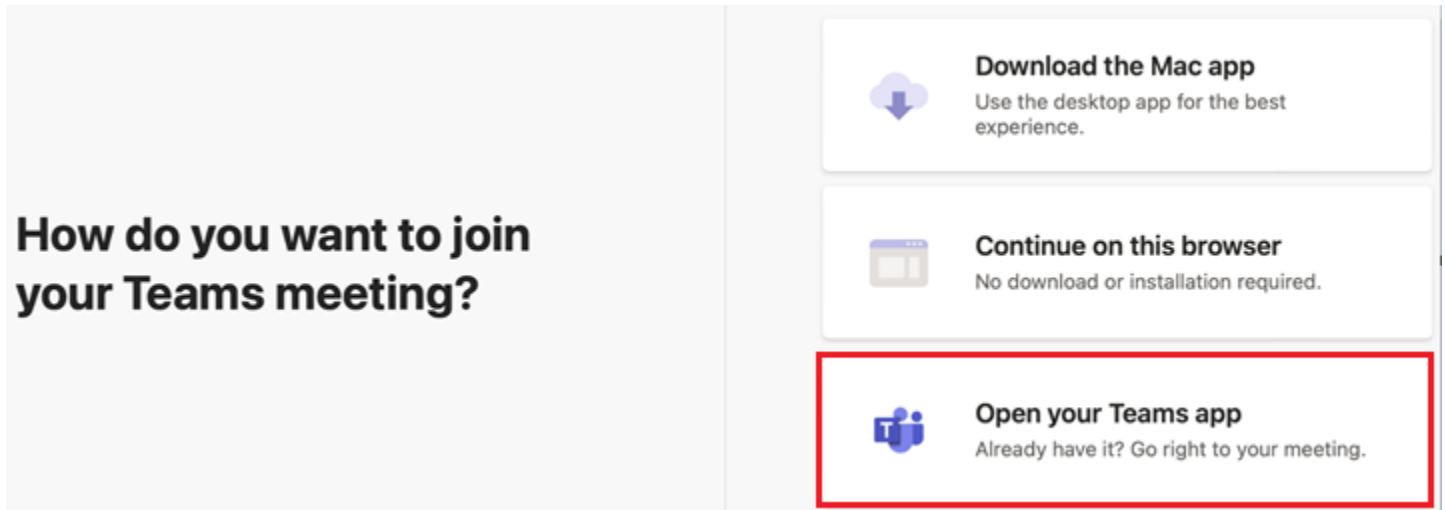 How do you want to join
your Teams meeting?
Download the Mac app
Use the desktop app for the best
experience.
Continue on this browser
No download or installation required.
T
Open your Teams app
Already have it? Go right to your meeting.